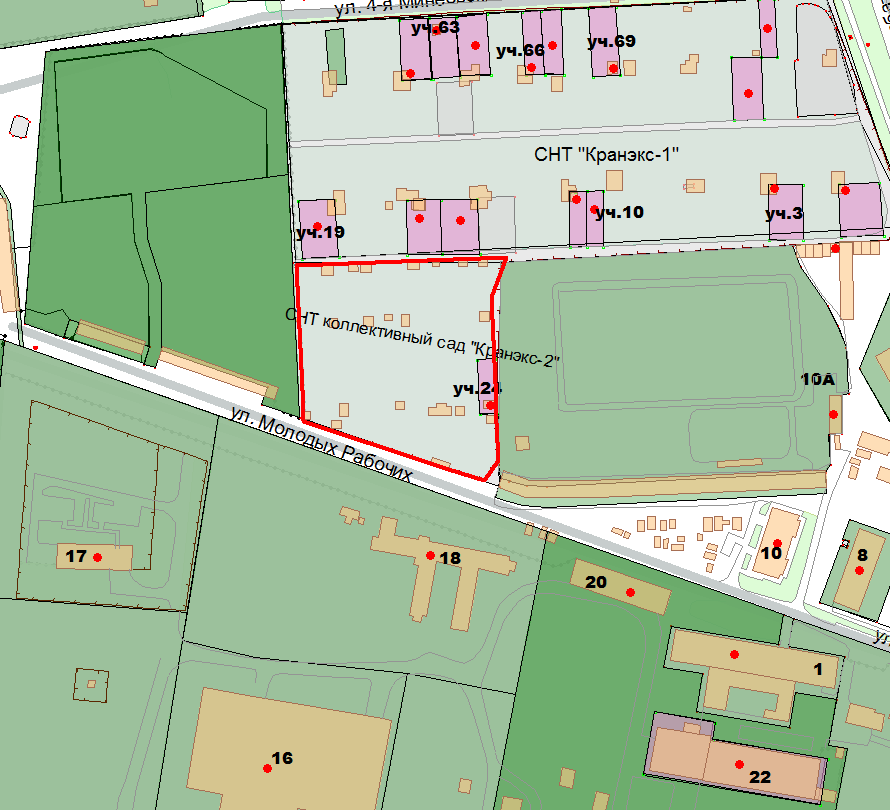 ул. 4-я
уч.63
уч.66
уч.69
СНТ "Кранэкс-1"
уч.19
уч.10
уч.3
СНТ коллективный сад "Кранэкс-2"
уч.24
10А
ул. Молодых Рабочих
17
18
10
8
20
1
16
22